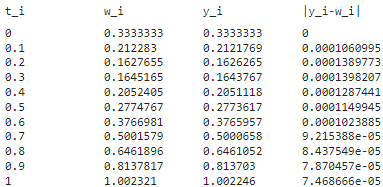 t_i w_i y_i |y_i-w_i|
0 0.3333333 0.3333333 0
0.1 0.212283 0.2121769 0.0001060995
0.2 0.1627655 0.1626265 0.0001389773
0.3 0.1645165 0.1643767 0.0001398207
0.4 0.2052405 0.2051118 0.0001287441
0.5 0.2774767 0.2773617 0.0001149945
0.6 0.3766981 0.3765957 0.0001023885
0.7 0.5001579 0.5000658 9.215388e-05
0.8 0.6461896 0.6461052 8.437549e-05
0.9 0.8137817 0.813703 7.870457e-05
1 1.002321 1.002246 7.468666e-05